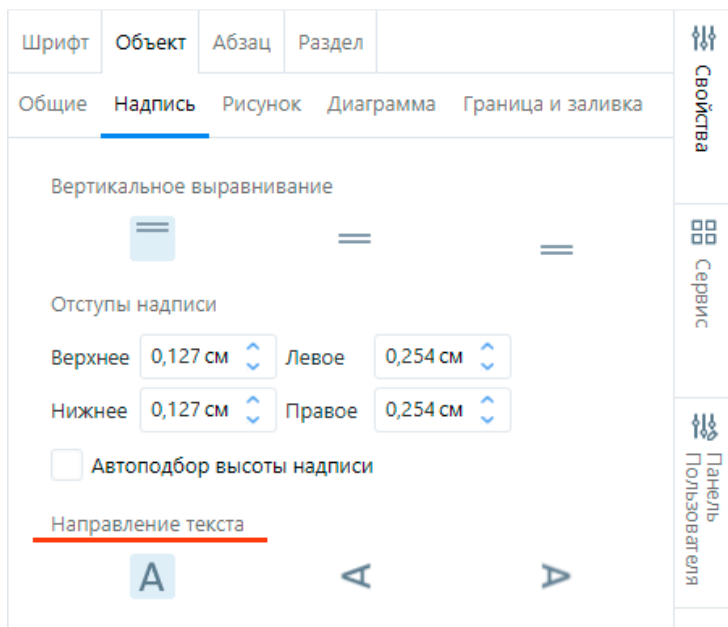 Шрифт Объект Абзац Раздел
Общие Надпись Рисунок Диаграмма Граница и заливка
Вертикальное выравнивание
Отступы надписи
Верхнее 0,127 см Левое 0,254 см
Нижнее 0,127 см Правое 0,254 см
Автоподбор высоты надписи
Направление текста
A A A
Свойства
Сервис
Панель
Пользователя